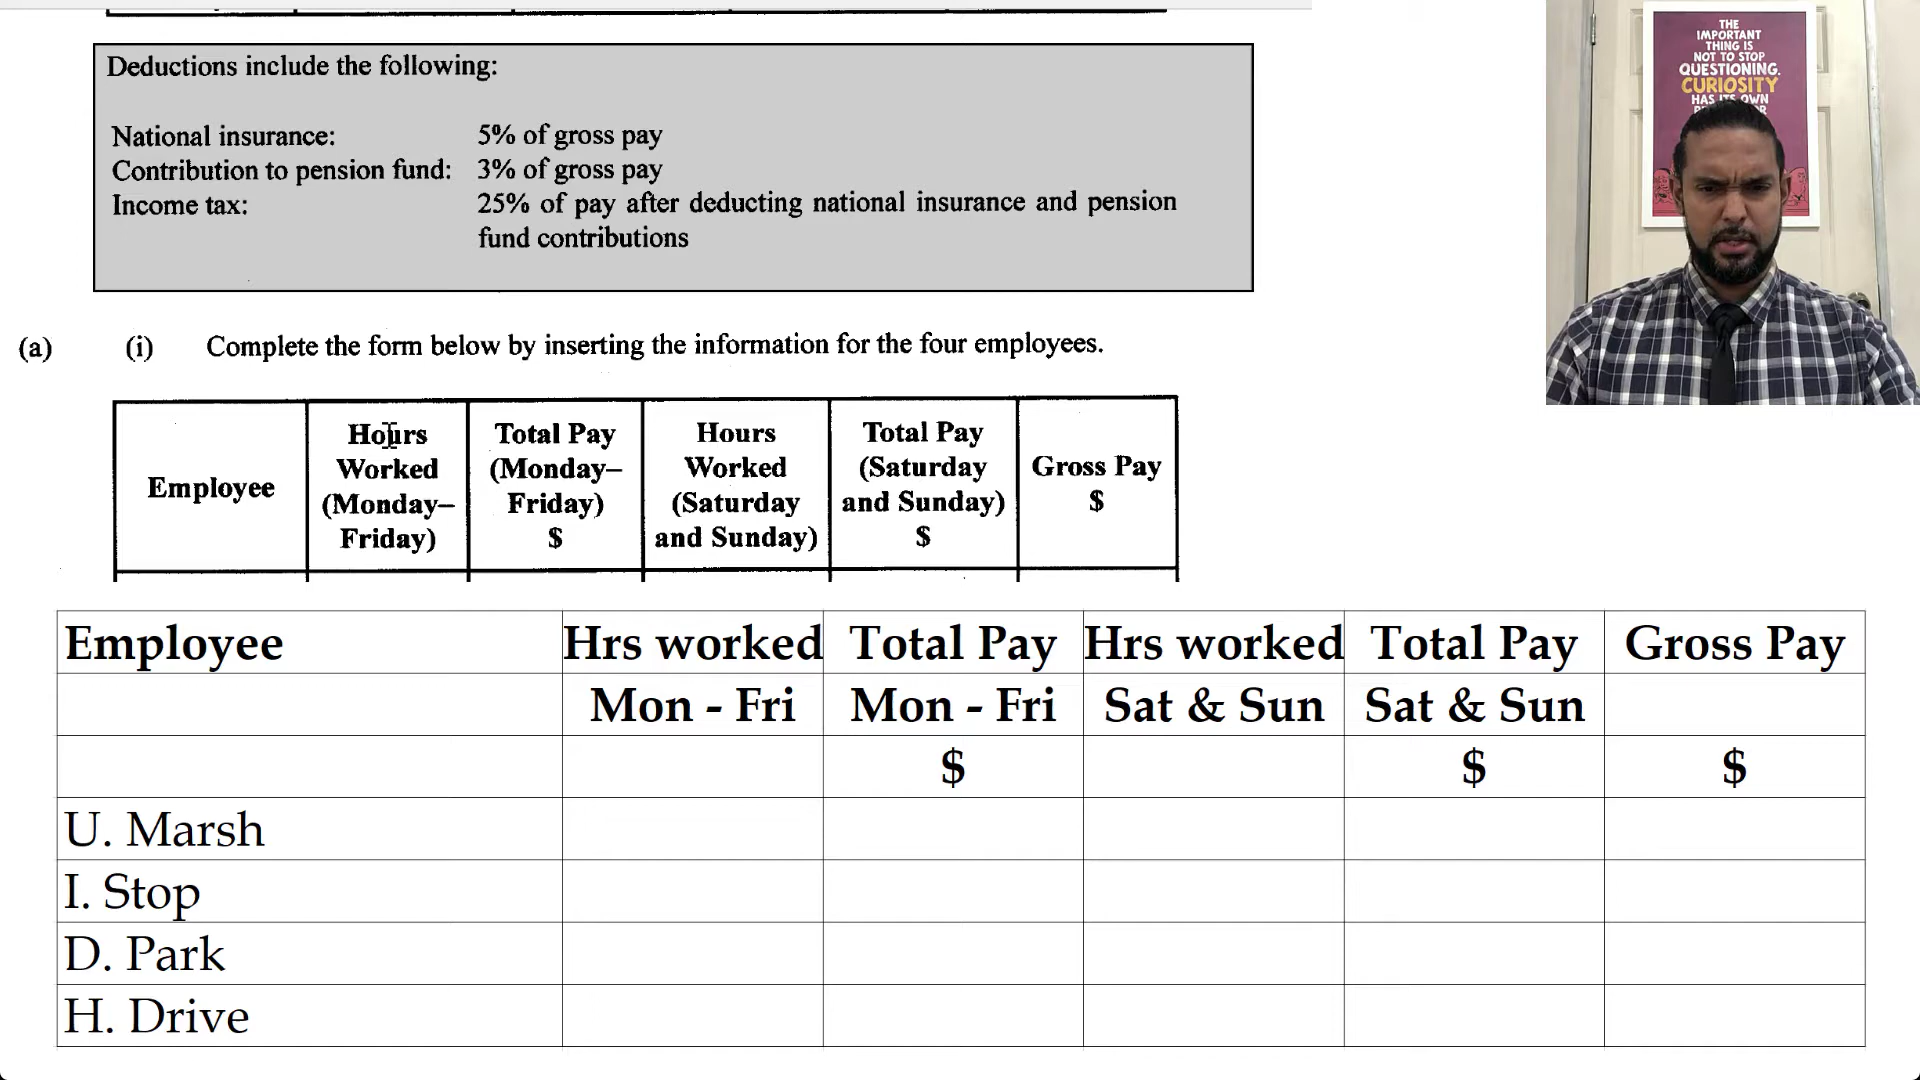 Deductions include the following:
National insurance: 5% of gross pay
Contribution to pension fund: 3% of gross pay
Income tax: 25% of pay after deducting national insurance and pension
fund contributions
(a) (i) Complete the form below by inserting the information for the four employees.
Employee
Hours
Worked
(Monday–
Friday)
Total Pay
(Monday–
Friday)
$
Hours
Worked
(Saturday
and Sunday)
Total Pay
(Saturday
and Sunday)
$
Gross Pay
$
Employee Hrs worked Total Pay Hrs worked Total Pay Gross Pay
Mon - Fri Mon - Fri Sat & Sun Sat & Sun
$ $ $
U. Marsh
I. Stop
D. Park
H. Drive
THE
IMPORTANT
THING IS
NOT TO STOP
QUESTIONING.
CURIOSITY
HAS ITS OWN